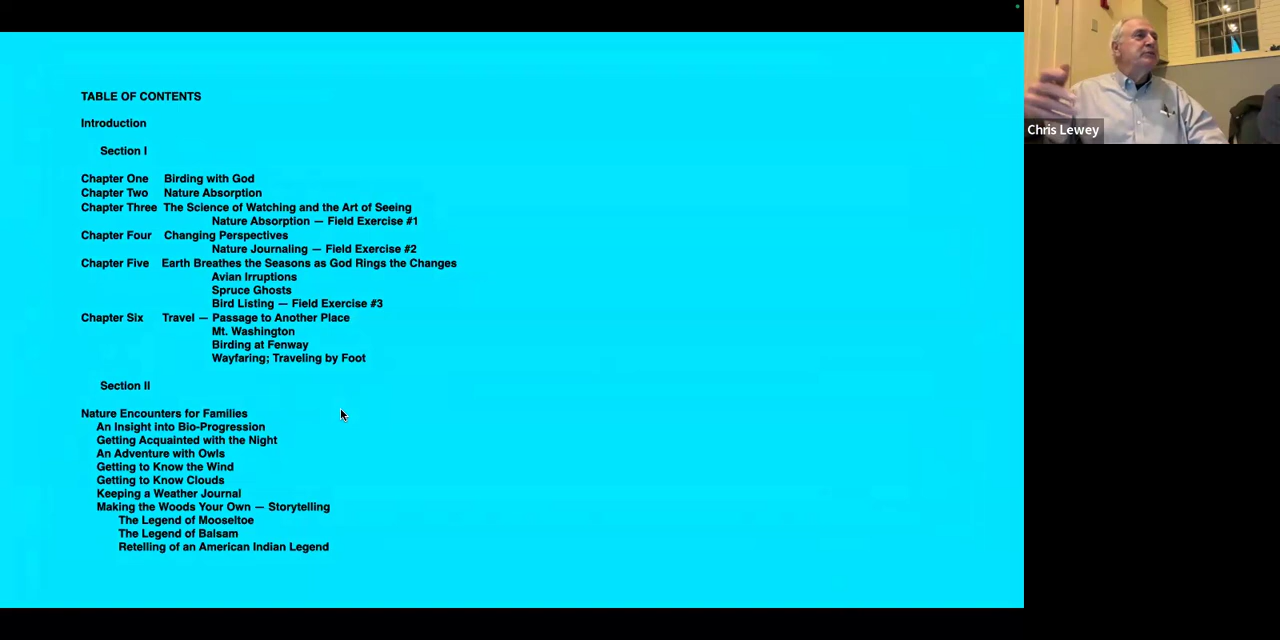 TABLE OF CONTENTS
Introduction
Section I
Chapter One Birding with God
Chapter Two Nature Absorption
Chapter Three The Science of Watching and the Art of Seeing
Nature Absorption — Field Exercise #1
Chapter Four Changing Perspectives
Nature Journaling — Field Exercise #2
Chapter Five Earth Breathes the Seasons as God Rings the Changes
Avian Irruptions
Spruce Ghosts
Bird Listing — Field Exercise #3
Chapter Six Travel — Passage to Another Place
Mt. Washington
Birding at Fenway
Wayfaring; Traveling by Foot
Section II
Nature Encounters for Families
An Insight into Bio-Progression
Getting Acquainted with the Night
An Adventure with Owls
Getting to Know the Wind
Getting to Know Clouds
Keeping a Weather Journal
Making the Woods Your Own — Storytelling
The Legend of Mooseltoe
The Legend of Balsam
Retelling of an American Indian Legend
Chris Lewey